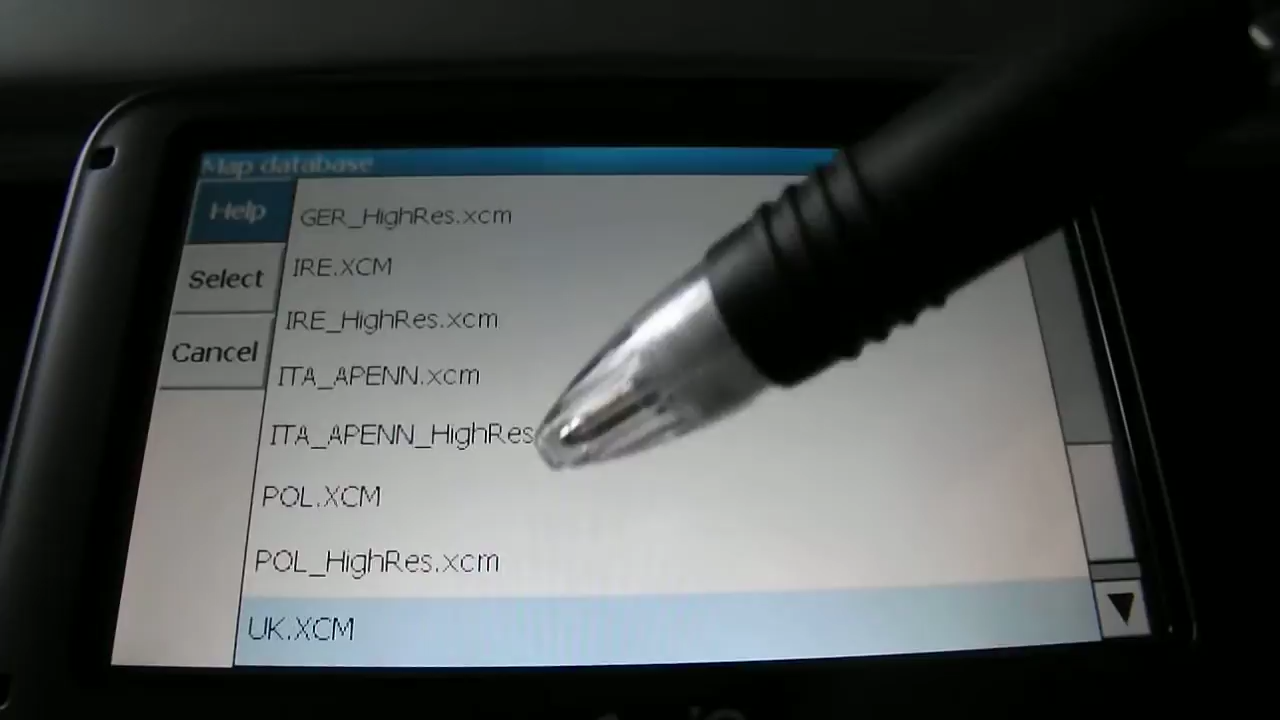 Map database
Help
GER_HighRes.xcm
IRE.XCM
Select
IRE_HighRes.xcm
Cancel
ITA_APENN.xcm
ITA_APENN_HighRes
POL.XCM
POL_HighRes.xcm
UK.XCM